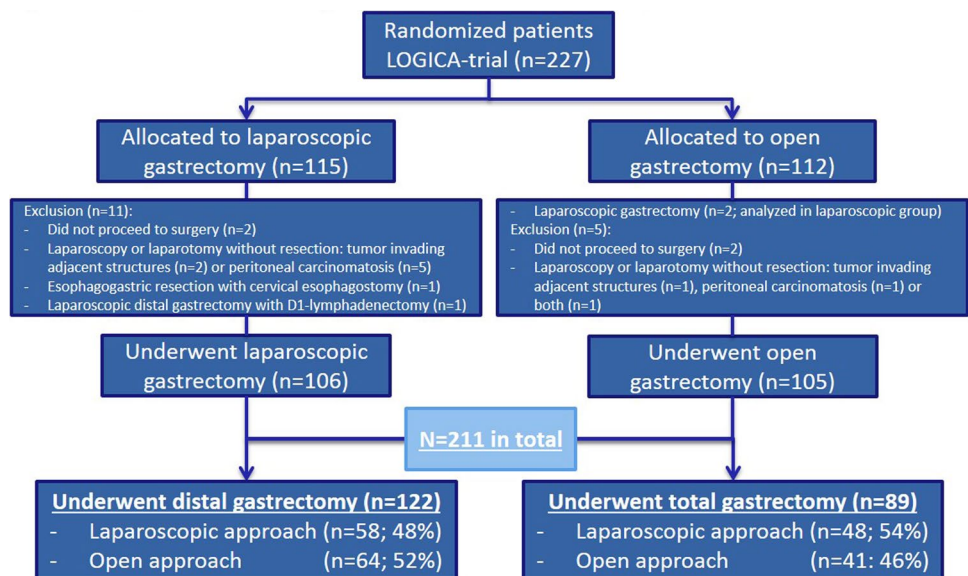 Randomized patients
LOGICA-trial (n=227)
Allocated to laparoscopic
gastrectomy (n=115)
Allocated to open
gastrectomy (n=112)
Exclusion (n=11):
- Did not proceed to surgery (n=2)
- Laparoscopy or laparotomy without resection: tumor invading
adjacent structures (n=2) or peritoneal carcinomatosis (n=5)
- Esophagogastric resection with cervical esophagostomy (n=1)
- Laparoscopic distal gastrectomy with D1-lymphadenectomy (n=1)
- Laparoscopic gastrectomy (n=2; analyzed in laparoscopic group)
Exclusion (n=5):
- Did not proceed to surgery (n=2)
- Laparoscopy or laparotomy without resection: tumor invading
adjacent structures (n=1), peritoneal carcinomatosis (n=1) or
both (n=1)
Underwent laparoscopic
gastrectomy (n=106)
Underwent open
gastrectomy (n=105)
N=211 in total
Underwent distal gastrectomy (n=122)
- Laparoscopic approach (n=58; 48%)
- Open approach (n=64; 52%)
Underwent total gastrectomy (n=89)
- Laparoscopic approach (n=48; 54%)
- Open approach (n=41: 46%)